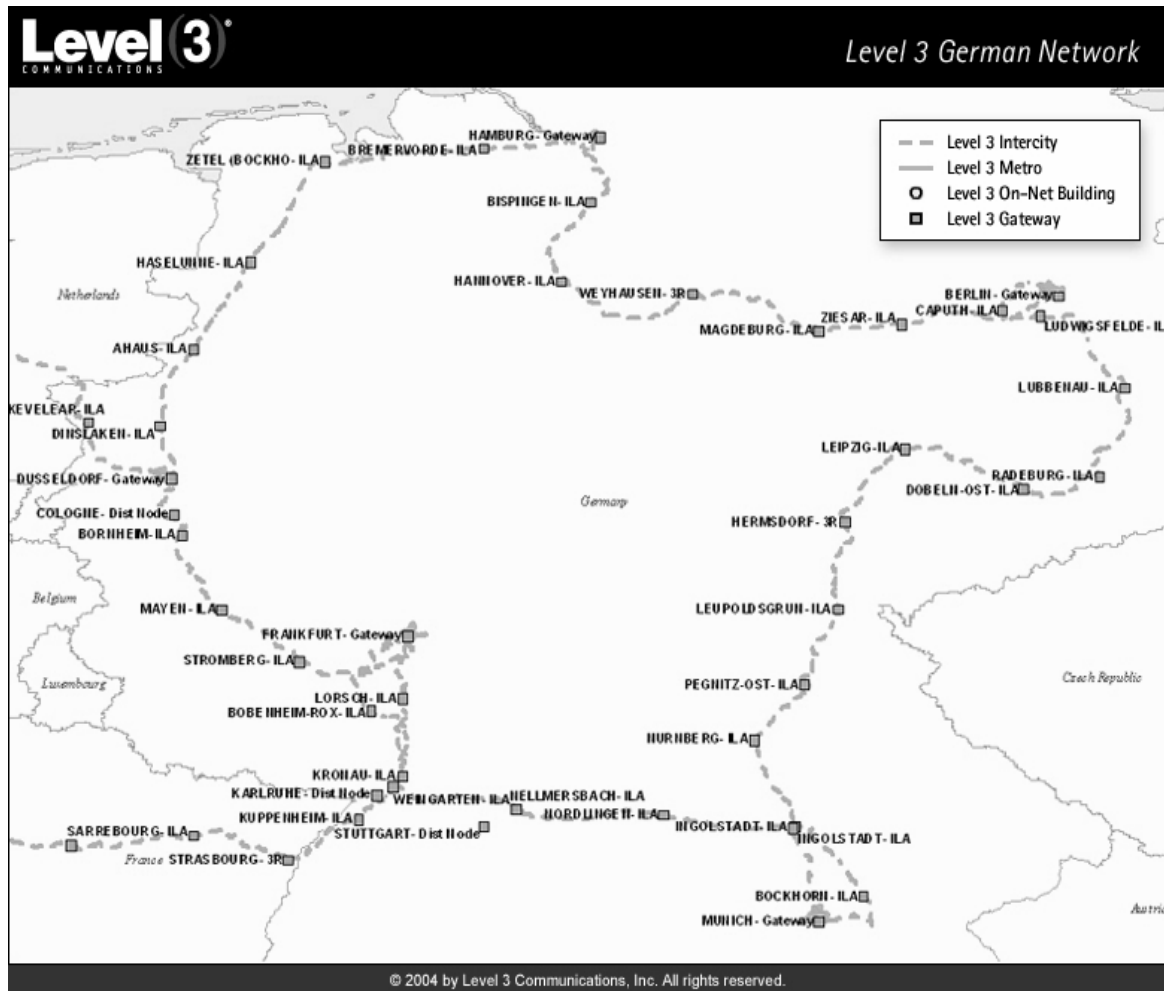 Level(3)®
COMMUNICATIONS
Level 3 German Network
Level 3 Intercity
Level 3 Metro
Level 3 On-Net Building
Level 3 Gateway
HAMBURG- Gateway
BREMERVORDE- ILA
ZETEL (BOCKHO- ILA
BISPINGEN- ILA
HASELUNNE- ILA
HANNOVER- ILA
WEYHAUSEN- 3R
Netherlands
BERLIN- Gateway
CAPUTH- ILA
ZIESAR- ILA
MAGDEBURG- ILA
LUDWIGSFELDE- IL
AHAUS- ILA
LUBBENAU- ILA
KEVELEAR- ILA
DINSLAKEN- ILA
LEIPZIG- ILA
DUSSELDORF- Gateway
RADEBURG- ILA
DOBELN-OST- ILA
Germany
COLOGNE- Dist Node
BORNHEIM- ILA
HERMSDORF- 3R
Belgium
MAYEN- ILA
LEUPOLDSGRUN- ILA
FRANKFURT- Gateway
STROMBERG- ILA
Luxembourg
Czech Republic
PEGNITZ-OST- ILA
LORSCH- ILA
BOBENHEIM-ROX- ILA
NURNBERG- ILA
KRONAU- ILA
KARLRUHE- Dist Node
WEINGARTEN- ILA
NELLMERSBACH- ILA
NORDLINGEN- ILA
KUPPENHEIM- ILA
STUTTGART- Dist Node
INGOLSTADT- ILA
INGOLSTADT- ILA
SARREBOURG- ILA
France
STRASBOURG- 3R
BOCKHORN- ILA
MUNICH- Gateway
Austri
© 2004 by Level 3 Communications, Inc. All rights reserved.